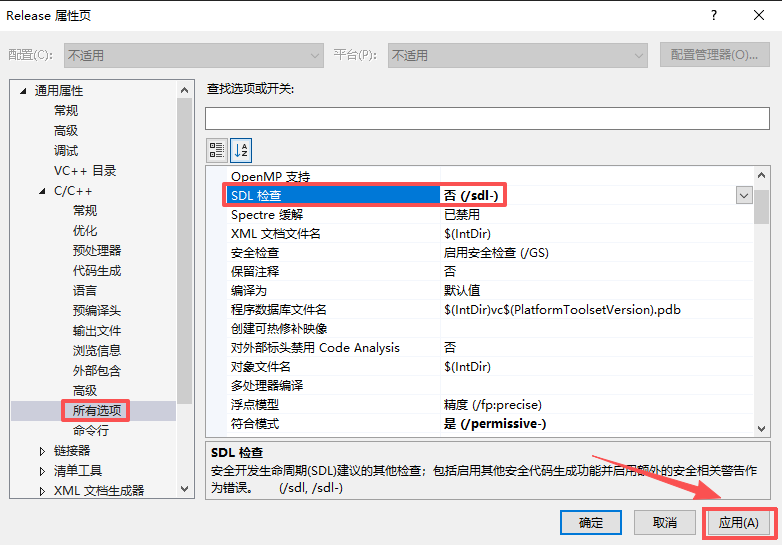 Release 属性页
? ×
配置(C): 不适用 平台(P): 不适用 配置管理器(O)...
通用属性
常规
高级
调试
VC++ 目录
C/C++
常规
优化
预处理器
代码生成
语言
预编译头
输出文件
浏览信息
外部包含
高级
所有选项
命令行
链接器
清单工具
XML 文档生成器
查找选项或开关:
OpenMP 支持
SDL 检查 否 (/sdl-)
Spectre 缓解 已禁用
XML 文档文件名 $(IntDir)
安全检查 启用安全检查 (/GS)
保留注释 否
编译为 默认值
程序数据库文件名 $(IntDir)vc$(PlatformToolsetVersion).pdb
创建可热修补映像
对外部标头禁用 Code Analysis 否
对象文件名 $(IntDir)
多处理器编译
浮点模型 精度 (/fp:precise)
符合模式 是 (/permissive-)
SDL 检查
安全开发生命周期(SDL)建议的其他检查；包括启用其他安全代码生成功能并启用额外的安全相关警告作
为错误。 (/sdl, /sdl-)
确定 取消 应用(A)